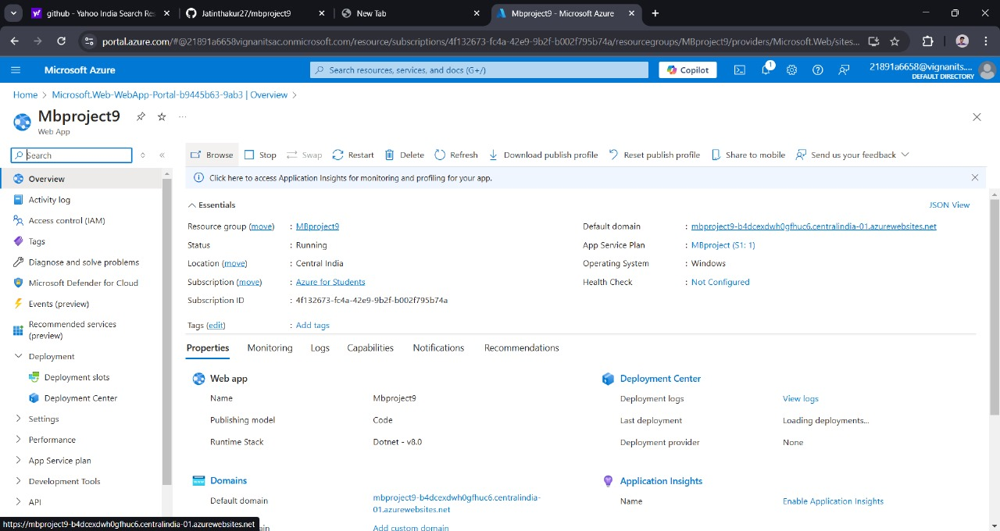 github - Yahoo India Search Res
Jatinthakur27/mbproject9
New Tab
Mbproject9 - Microsoft Azure
portal.azure.com/#@21891a6658vignanitsac.onmicrosoft.com/resource/subscriptions/4f132673-fc4a-42e9-9b2f-b002f795b74a/resourcegroups/MBproject9/providers/Microsoft.Web/sites...
Microsoft Azure
Search resources, services, and docs (G+/)
Copilot
1
21891a6658@vignanits....
DEFAULT DIRECTORY
Home > Microsoft.Web-WebApp-Portal-b9445b63-9ab3 | Overview >
Mbproject9
Web App
Search
Browse Stop Swap Restart Delete Refresh Download publish profile Reset publish profile Share to mobile Send us your feedback
Click here to access Application Insights for monitoring and profiling for your app.
Overview
Activity log
Access control (IAM)
Tags
Diagnose and solve problems
Microsoft Defender for Cloud
Events (preview)
Recommended services
(preview)
Deployment
Deployment slots
Deployment Center
Settings
Performance
App Service plan
Development Tools
API
Essentials
JSON View
Resource group (move) : MBproject9
Status : Running
Location (move) : Central India
Subscription (move) : Azure for Students
Subscription ID : 4f132673-fc4a-42e9-9b2f-b002f795b74a
Tags (edit) : Add tags
Default domain : mbproject9-b4dcexdwh0gfhuc6.centralindia-01.azurewebsites.net
App Service Plan : MBproject (S1: 1)
Operating System : Windows
Health Check : Not Configured
Properties Monitoring Logs Capabilities Notifications Recommendations
Web app
Name Mbproject9
Publishing model Code
Runtime Stack Dotnet - v8.0
Domains
Default domain mbproject9-b4dcexdwh0gfhuc6.centralindia-
01.azurewebsites.net
ain Add custom domain
Deployment Center
Deployment logs View logs
Last deployment Loading deployments...
Deployment provider None
Application Insights
Name Enable Application Insights
https://mbproject9-b4dcexdwh0gfhuc6.centralindia-01.azurewebsites.net